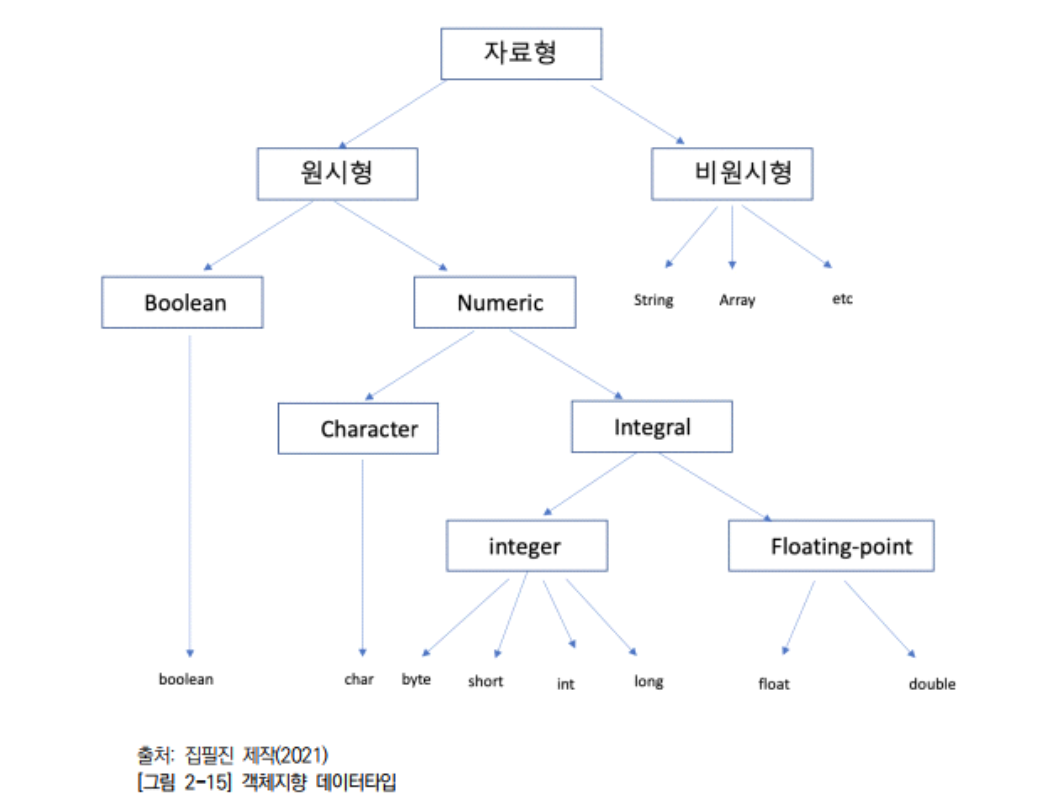 자료형
원시형
비원시형
Boolean
Numeric
String
Array
etc
Character
Integral
integer
Floating-point
boolean
char
byte
short
int
long
float
double
출처: 집필진 제작(2021)
[그림 2-15] 객체지향 데이터타입